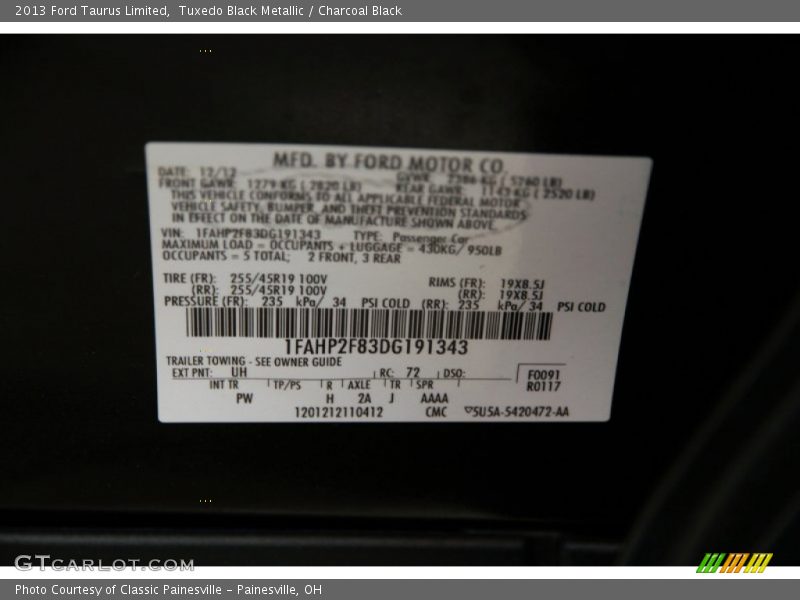 2013 Ford Taurus Limited,  Tuxedo Black Metallic / Charcoal Black
MFD. BY FORD MOTOR CO.
DATE: 12/12 GVWR: 2386 KG ( 5260 LB)
FRONT GAWR: 1279 KG ( 2820 LB) REAR GAWR: 1143 KG ( 2520 LB)
THIS VEHICLE CONFORMS TO ALL APPLICABLE FEDERAL MOTOR
VEHICLE SAFETY, BUMPER, AND THEFT PREVENTION STANDARDS
IN EFFECT ON THE DATE OF MANUFACTURE SHOWN ABOVE.
VIN: 1FAHP2F83DG191343 TYPE: Passenger Car
MAXIMUM LOAD = OCCUPANTS + LUGGAGE = 430KG/ 950LB
OCCUPANTS = 5 TOTAL; 2 FRONT, 3 REAR
TIRE (FR): 255/45R19 100V RIMS (FR): 19X8.5J
(RR): 255/45R19 100V (RR): 19X8.5J
PRESSURE (FR): 235 kPa/ 34 PSI COLD (RR): 235 kPa/ 34 PSI COLD
1FAHP2F83DG191343
TRAILER TOWING - SEE OWNER GUIDE
EXT PNT: UH RC: 72 DSO: F0091
INT TR TP/PS R AXLE TR SPR R0117
PW H 2A J AAAA
1201212110412 CMC 5U5A-5420472-AA
GTCARLOT.COM
Photo Courtesy of Classic Painesville - Painesville, OH